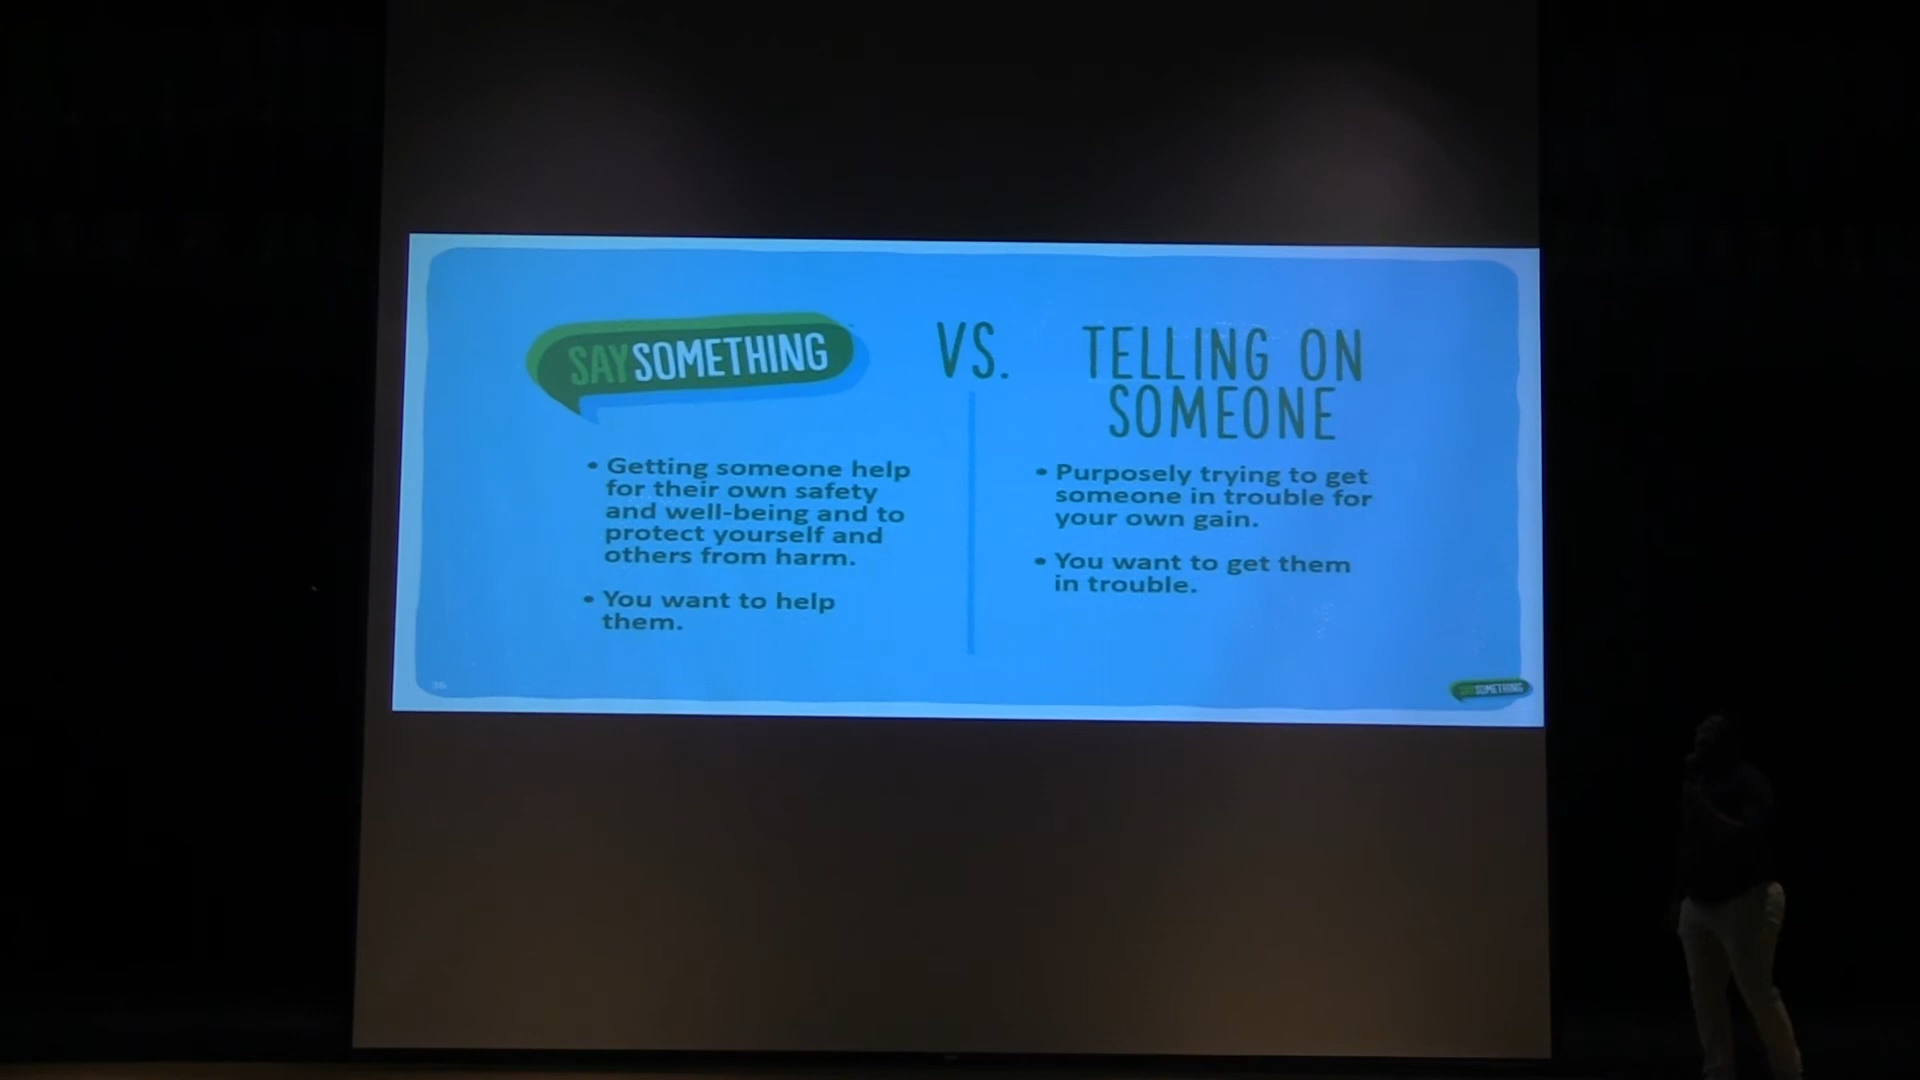 SAYSOMETHING
VS.
TELLING ON
SOMEONE
• Getting someone help
for their own safety
and well-being and to
protect yourself and
others from harm.
• You want to help
them.
• Purposely trying to get
someone in trouble for
your own gain.
• You want to get them
in trouble.
SAYSOMETHING